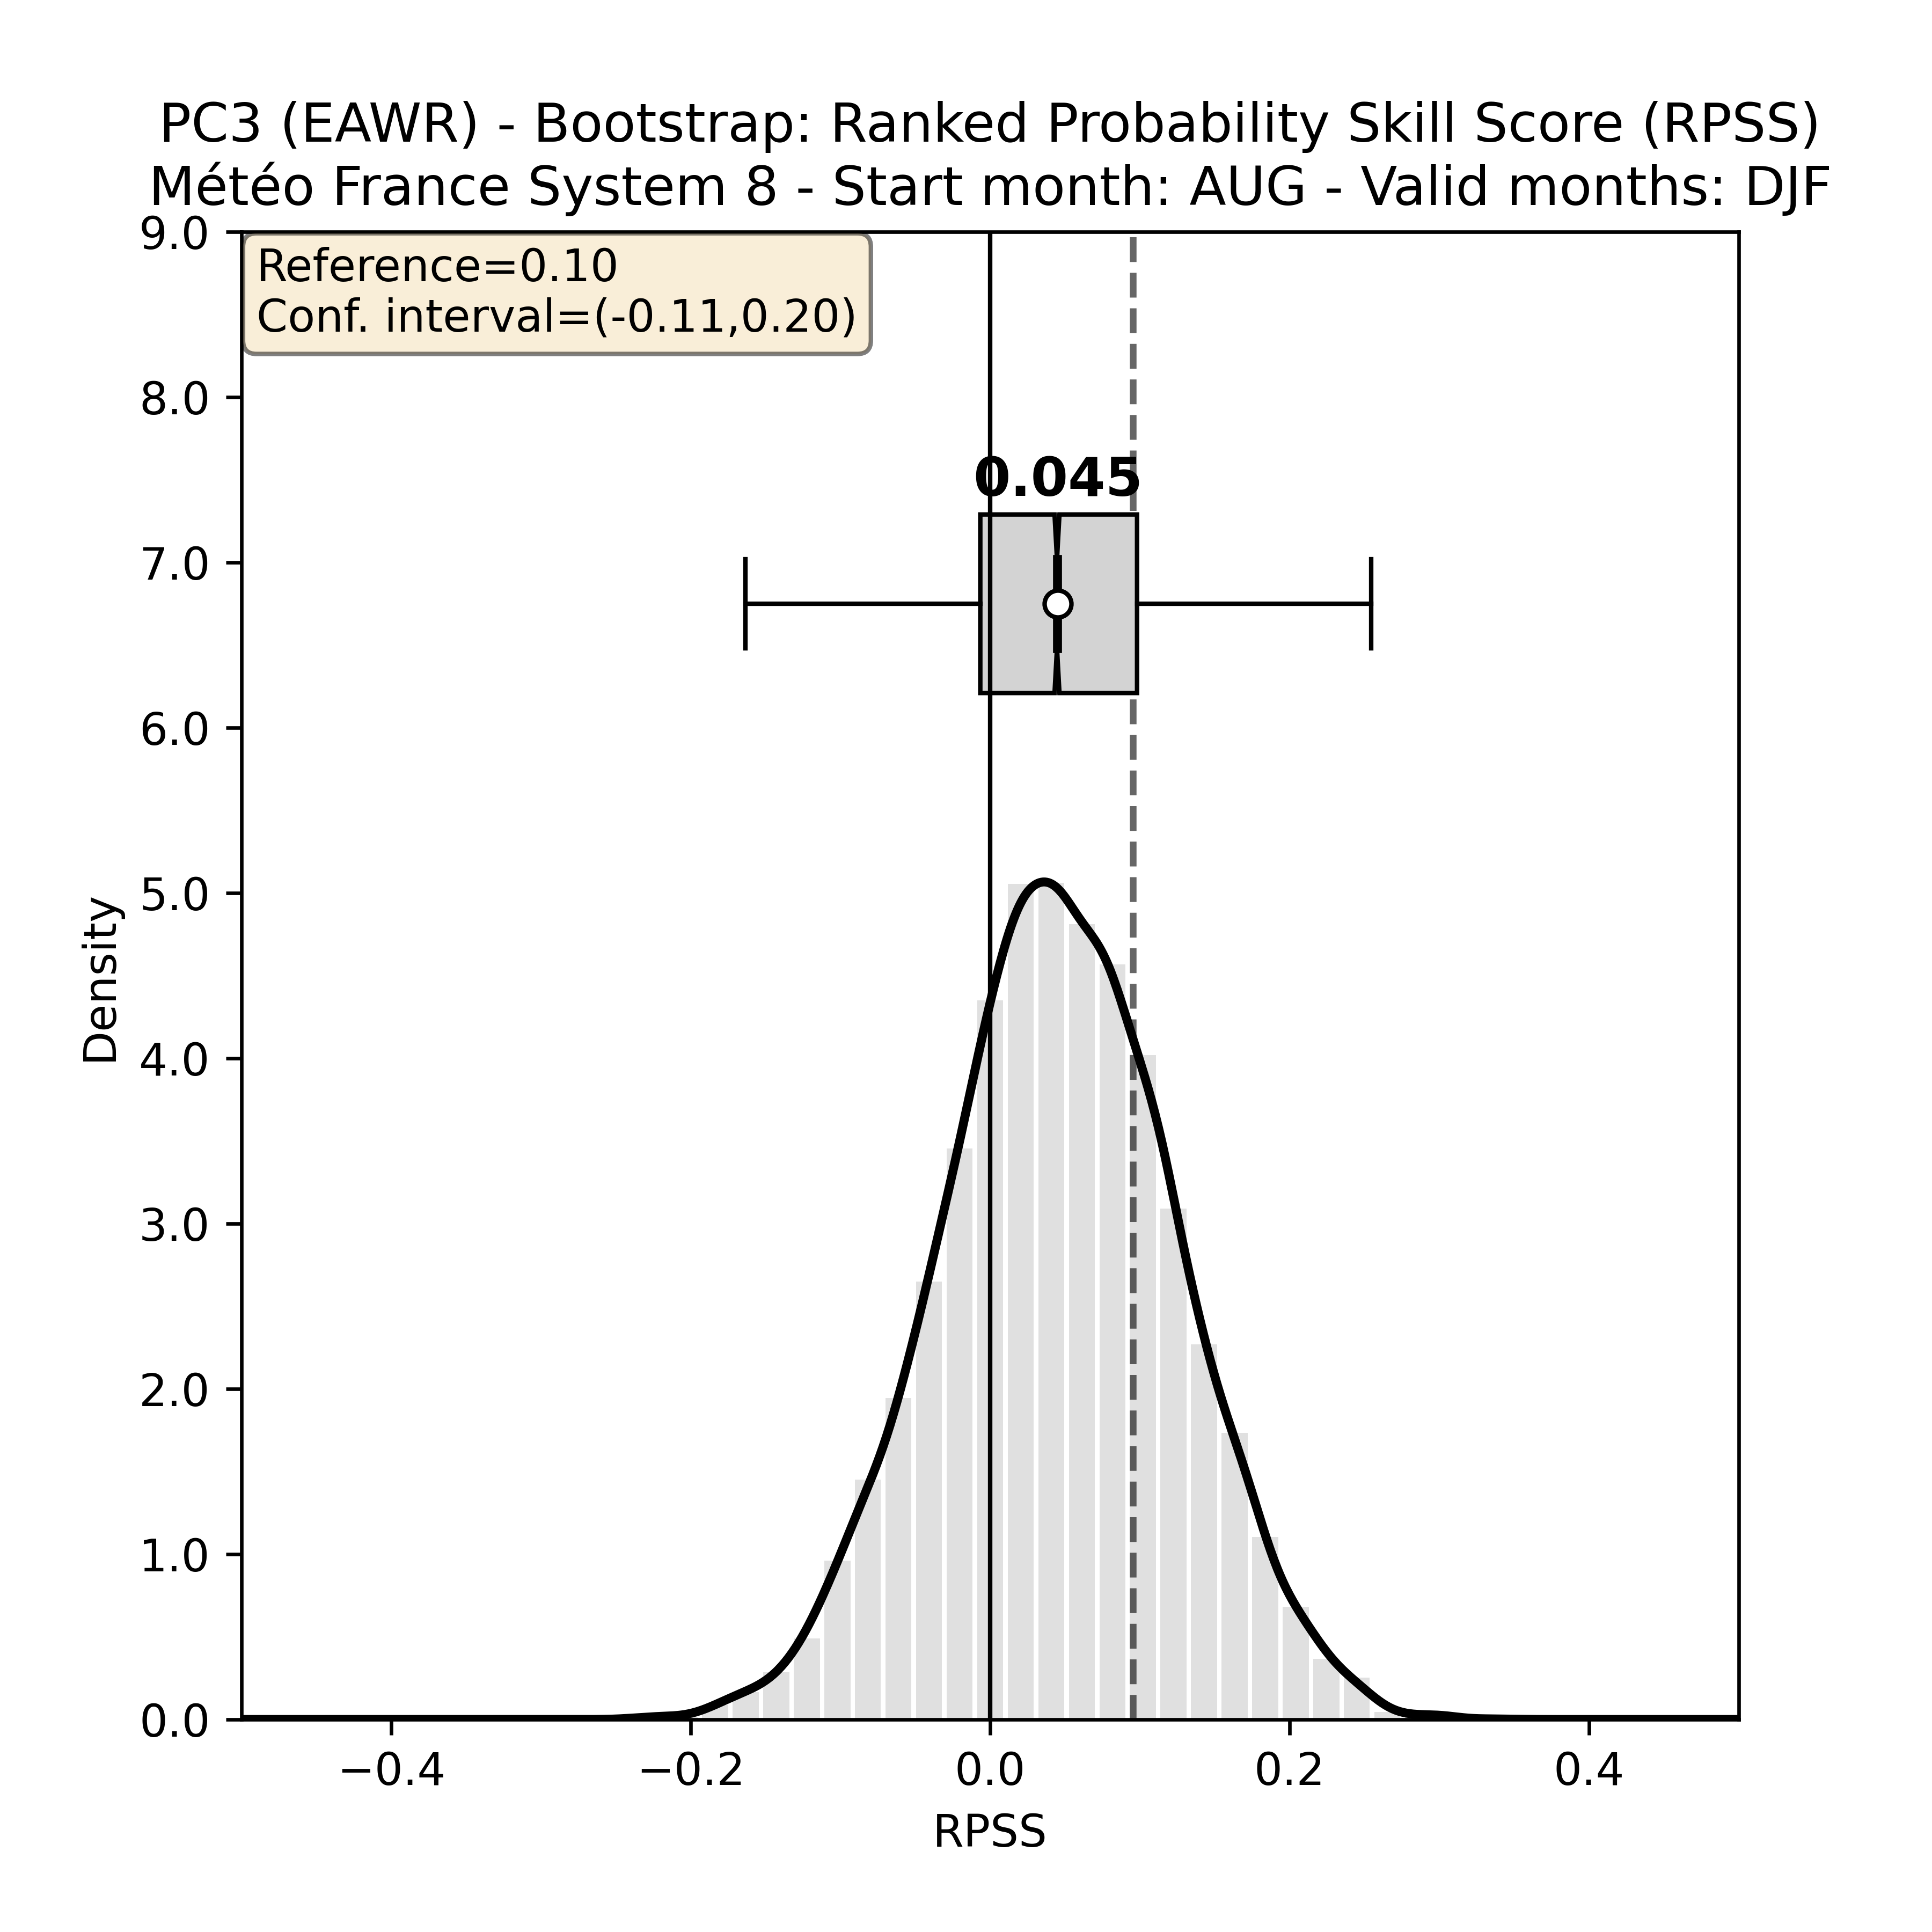 PC3 (EAWR) - Bootstrap: Ranked Probability Skill Score (RPSS)
Météo France System 8 - Start month: AUG - Valid months: DJF
9.0
Reference=0.10
Conf. interval=(-0.11,0.20)
8.0
0.045
7.0
6.0
5.0
Density
4.0
3.0
2.0
1.0
0.0
−0.4
−0.2
0.0
0.2
0.4
RPSS